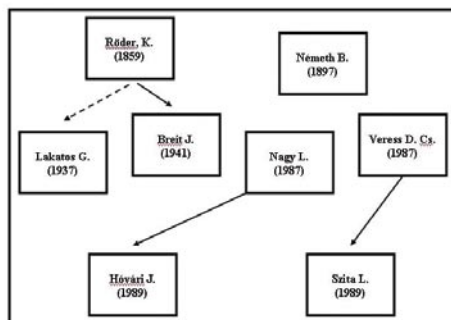 Röder, K.
(1859)
Németh B.
(1897)
Lakatos G.
(1937)
Breit J.
(1941)
Nagy L.
(1987)
Veress D. Cs.
(1987)
Hóvári J.
(1989)
Szita L.
(1989)